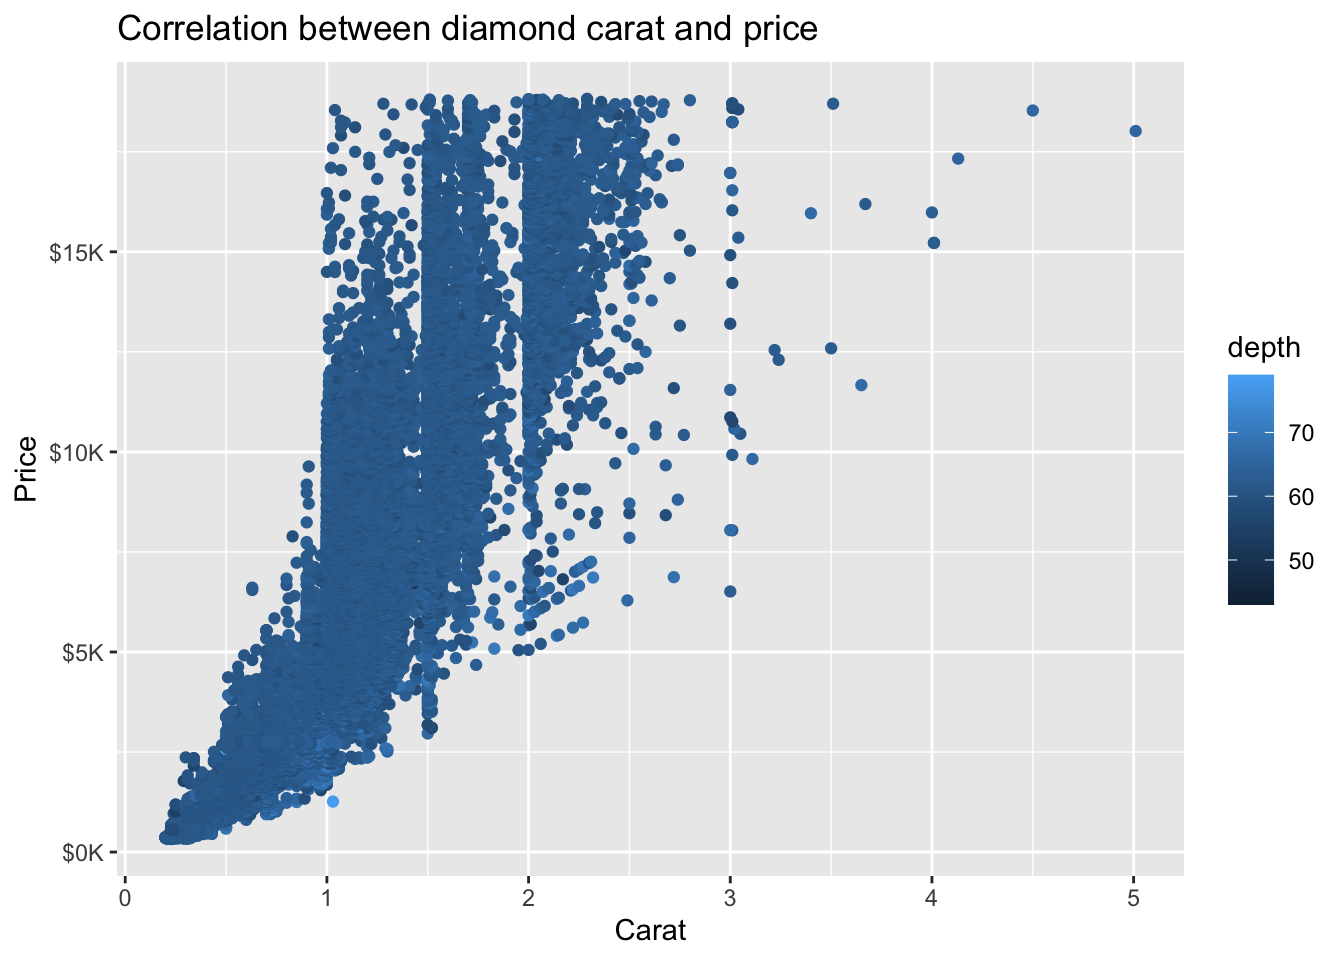 Correlation between diamond carat and price
Price
$15K
$10K
$5K
$0K
0 1 2 3 4 5
Carat
depth
70
60
50